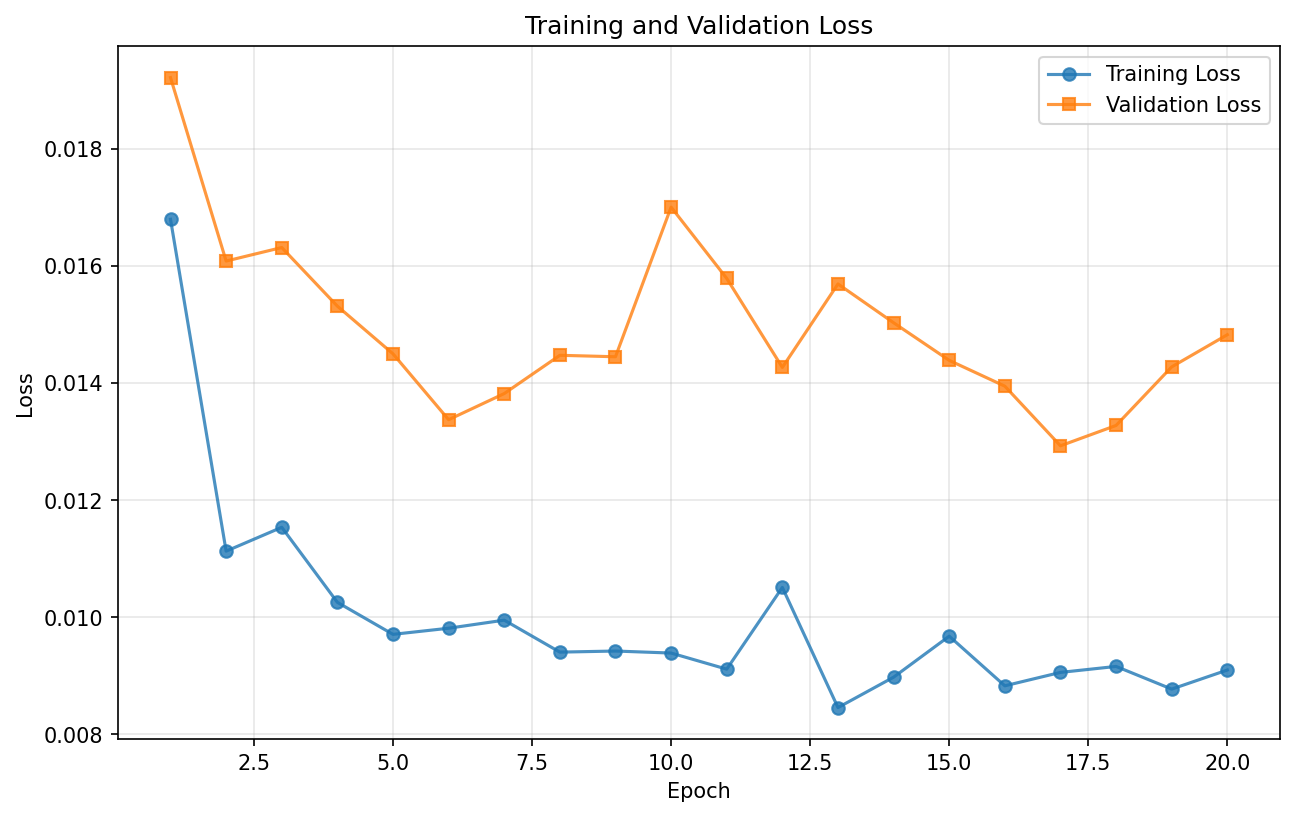 Training and Validation Loss
Training Loss
Validation Loss
0.018
0.016
0.014
0.012
0.010
0.008
Loss
2.5 5.0 7.5 10.0 12.5 15.0 17.5 20.0
Epoch